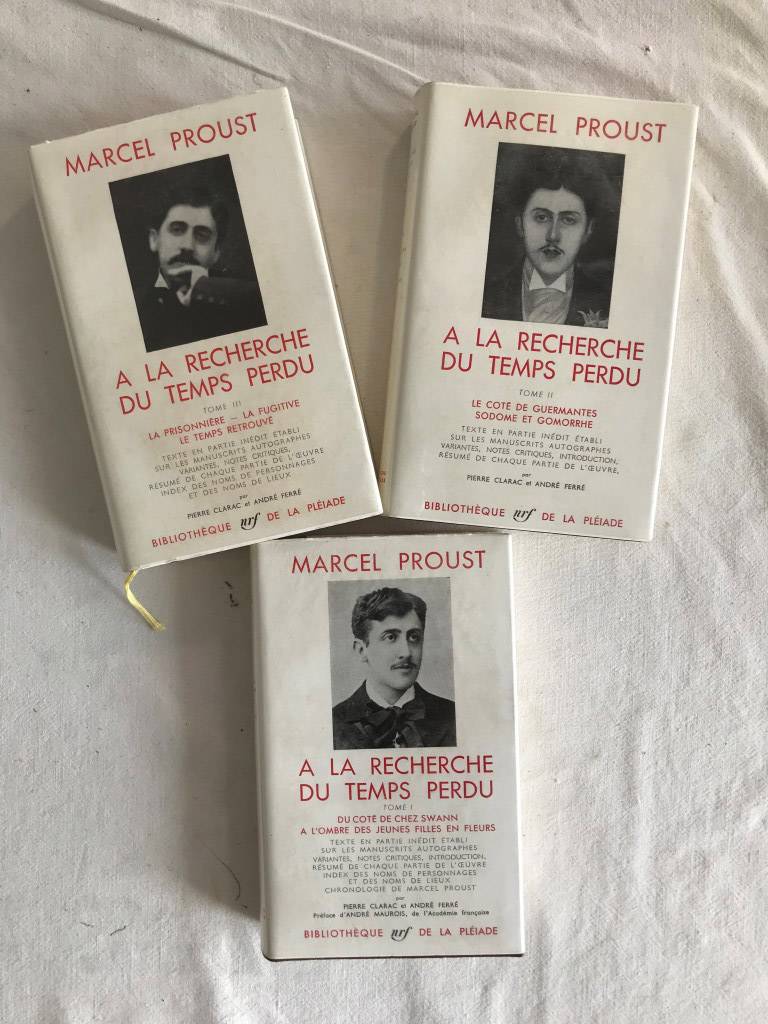 MARCEL PROUST
A LA RECHERCHE
DU TEMPS PERDU
TOME III
LA PRISONNIÈRE — LA FUGITIVE
LE TEMPS RETROUVÉ
TEXTE EN PARTIE INÉDIT ÉTABLI
SUR LES MANUSCRITS AUTOGRAPHES
VARIANTES, NOTES CRITIQUES,
RÉSUMÉ DE CHAQUE PARTIE DE L'ŒUVRE
INDEX DES NOMS DE PERSONNAGES
ET DES NOMS DE LIEUX
par
PIERRE CLARAC et ANDRÉ FERRÉ
BIBLIOTHÈQUE nrf DE LA PLÉIADE
MARCEL PROUST
A LA RECHERCHE
DU TEMPS PERDU
TOME II
LE COTÉ DE GUERMANTES
SODOME ET GOMORRHE
TEXTE EN PARTIE INÉDIT ÉTABLI
SUR LES MANUSCRITS AUTOGRAPHES
VARIANTES, NOTES CRITIQUES, INTRODUCTION,
RÉSUMÉ DE CHAQUE PARTIE DE L'ŒUVRE,
par
PIERRE CLARAC et ANDRÉ FERRÉ
BIBLIOTHÈQUE nrf DE LA PLÉIADE
MARCEL PROUST
A LA RECHERCHE
DU TEMPS PERDU
TOME I
DU COTÉ DE CHEZ SWANN
A L'OMBRE DES JEUNES FILLES EN FLEURS
TEXTE EN PARTIE INÉDIT ÉTABLI
SUR LES MANUSCRITS AUTOGRAPHES
VARIANTES, NOTES CRITIQUES, INTRODUCTION,
RÉSUMÉ DE CHAQUE PARTIE DE L'ŒUVRE
INDEX DES NOMS DE PERSONNAGES
ET DES NOMS DE LIEUX
CHRONOLOGIE DE MARCEL PROUST
par
PIERRE CLARAC et ANDRÉ FERRÉ
Préface d'ANDRÉ MAUROIS, de l'Académie française
BIBLIOTHÈQUE nrf DE LA PLÉIADE